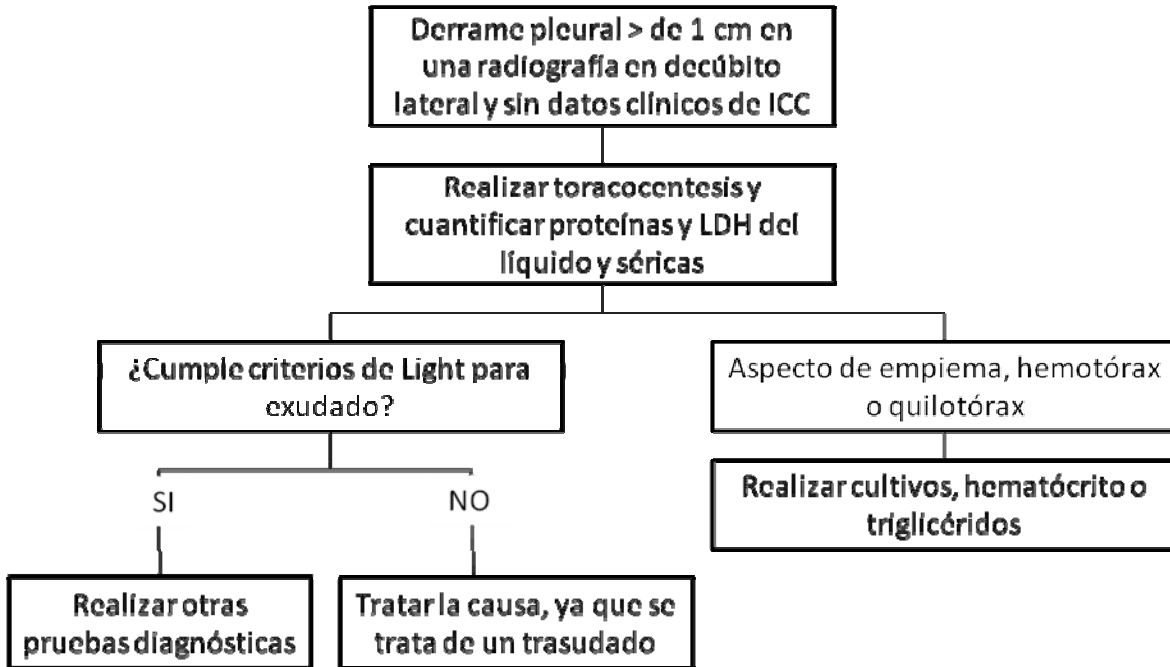 Derrame pleural > de 1 cm en
una radiografía en decúbito
lateral y sin datos clínicos de ICC
Realizar toracocentesis y
cuantificar proteínas y LDH del
líquido y séricas
¿Cumple criterios de Light para
exudado?
Aspecto de empiema, hemotórax
o quilotórax
SI
NO
Realizar cultivos, hematócrito o
triglicéridos
Realizar otras
pruebas diagnósticas
Tratar la causa, ya que se
trata de un trasudado